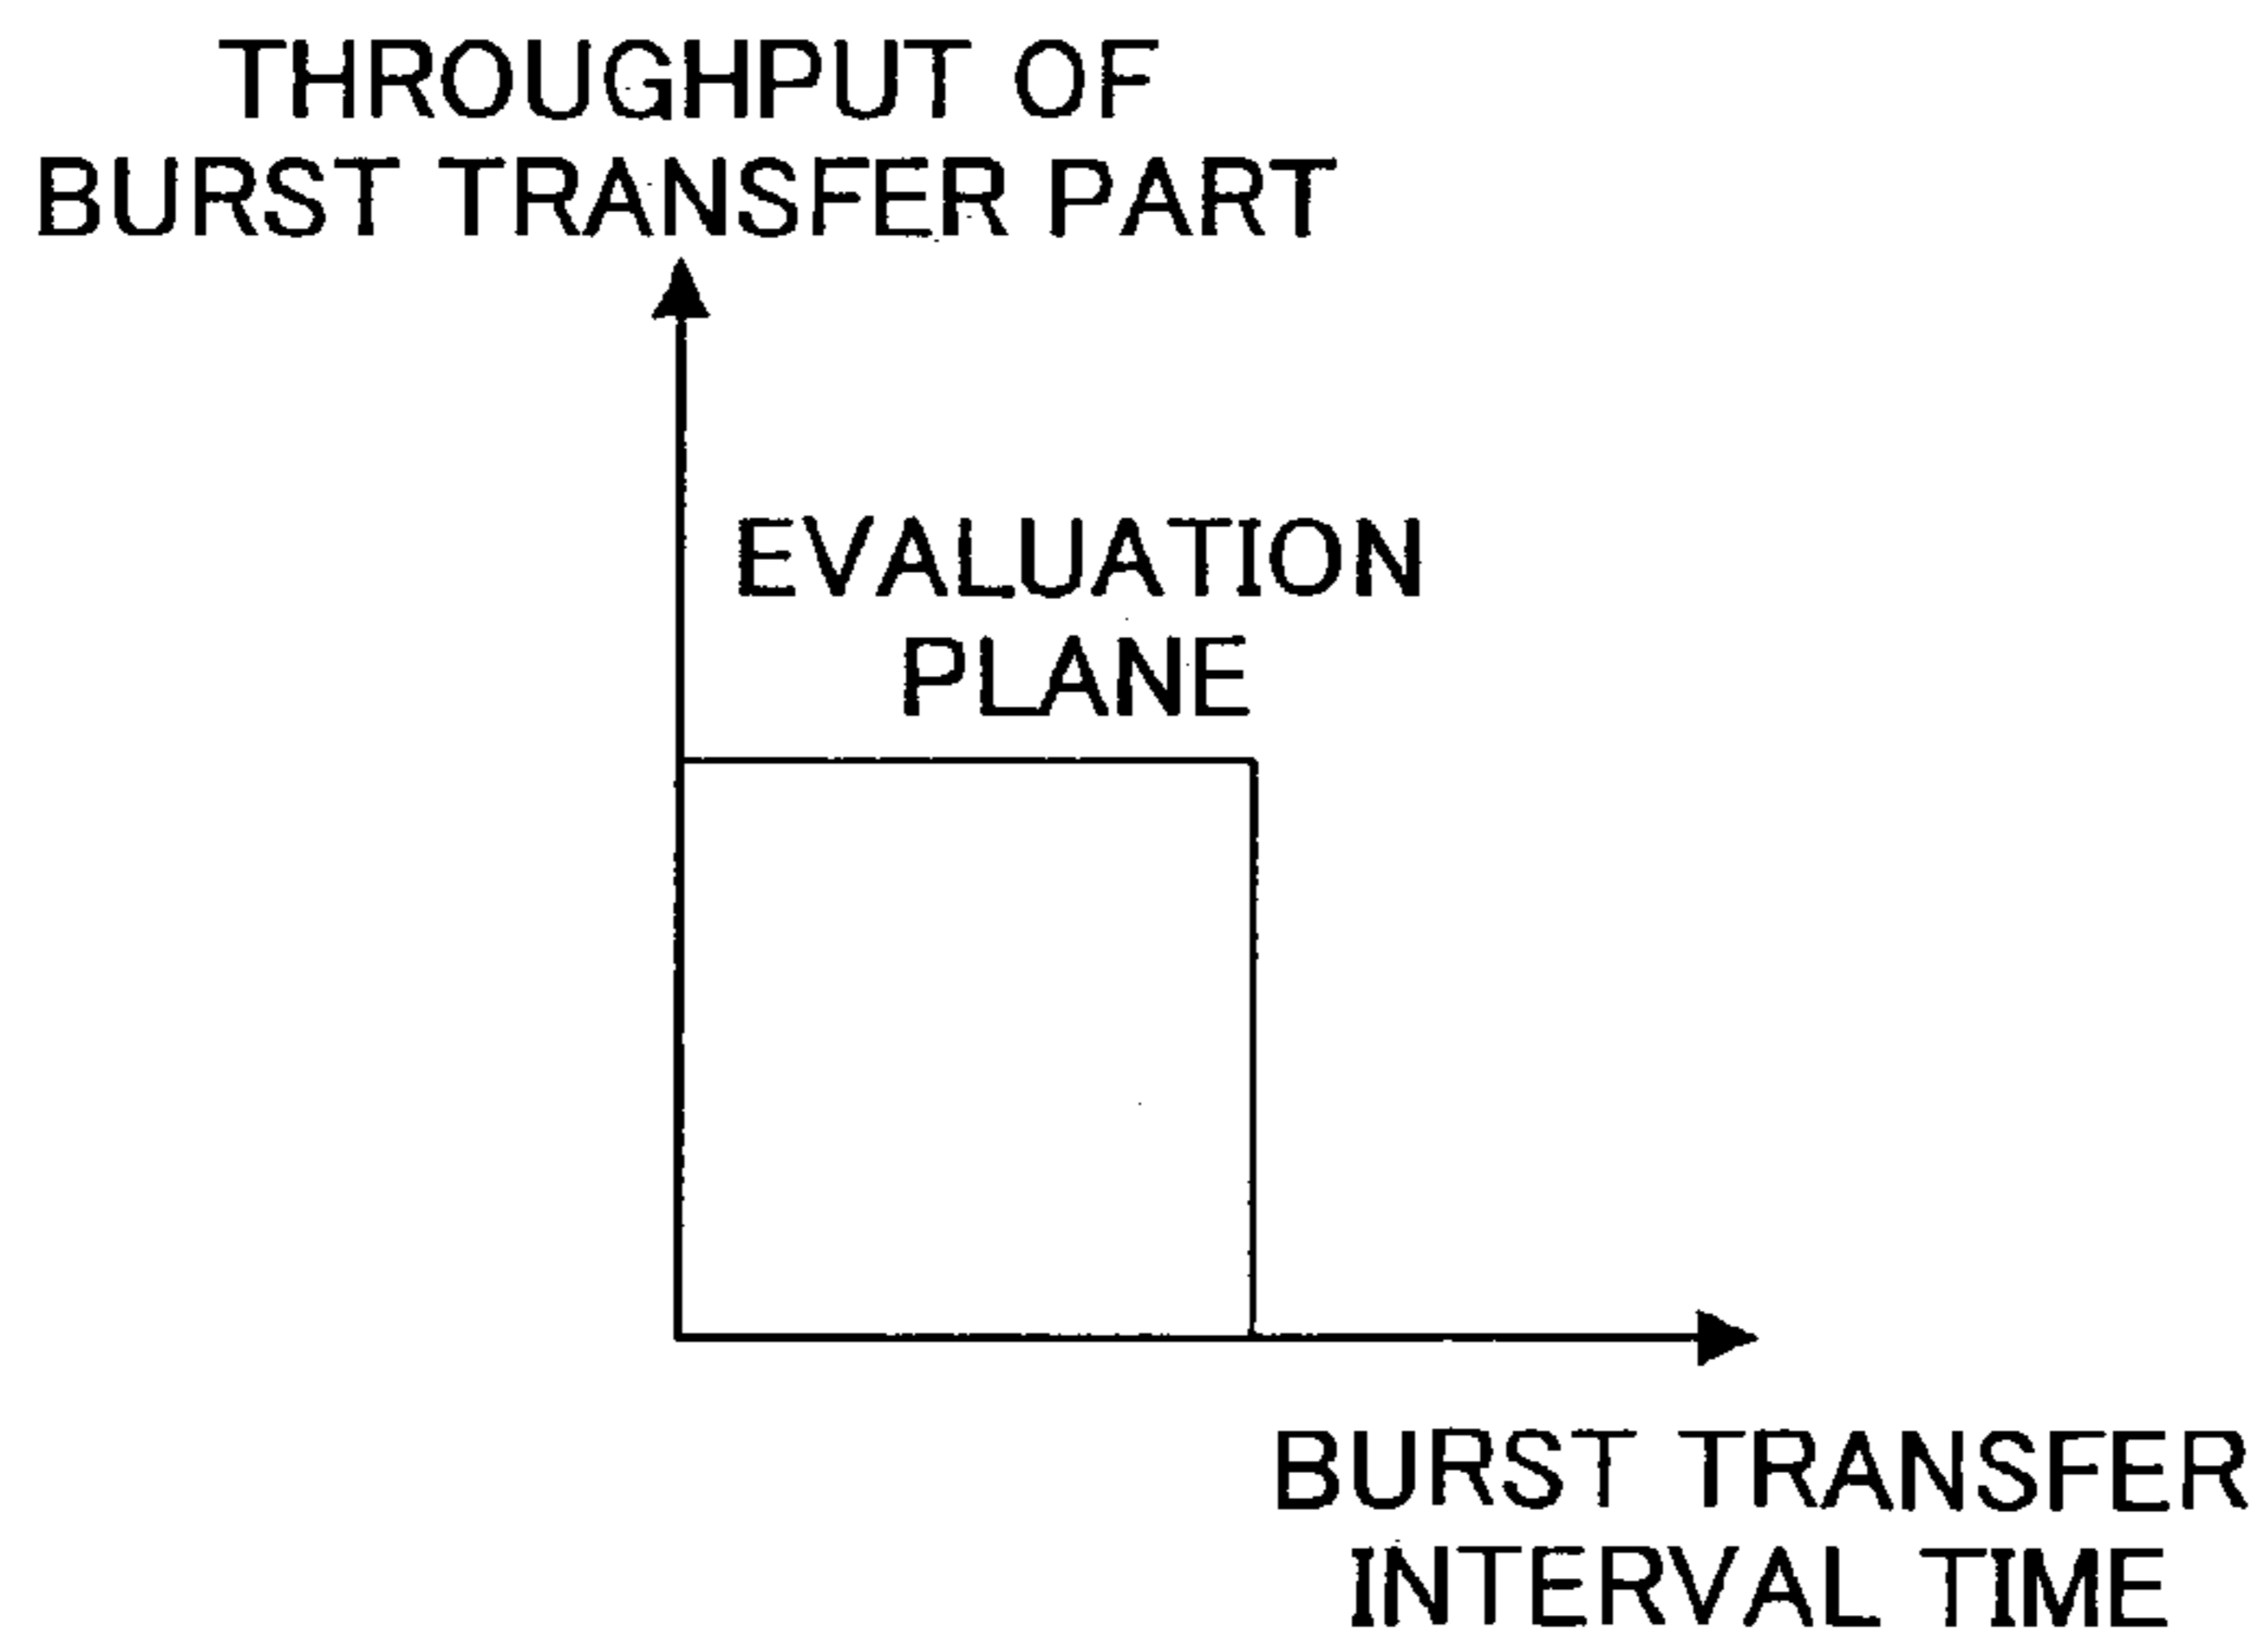 THROUGHPUT OF
BURST TRANSFER PART
EVALUATION
PLANE
BURST TRANSFER
INTERVAL TIME